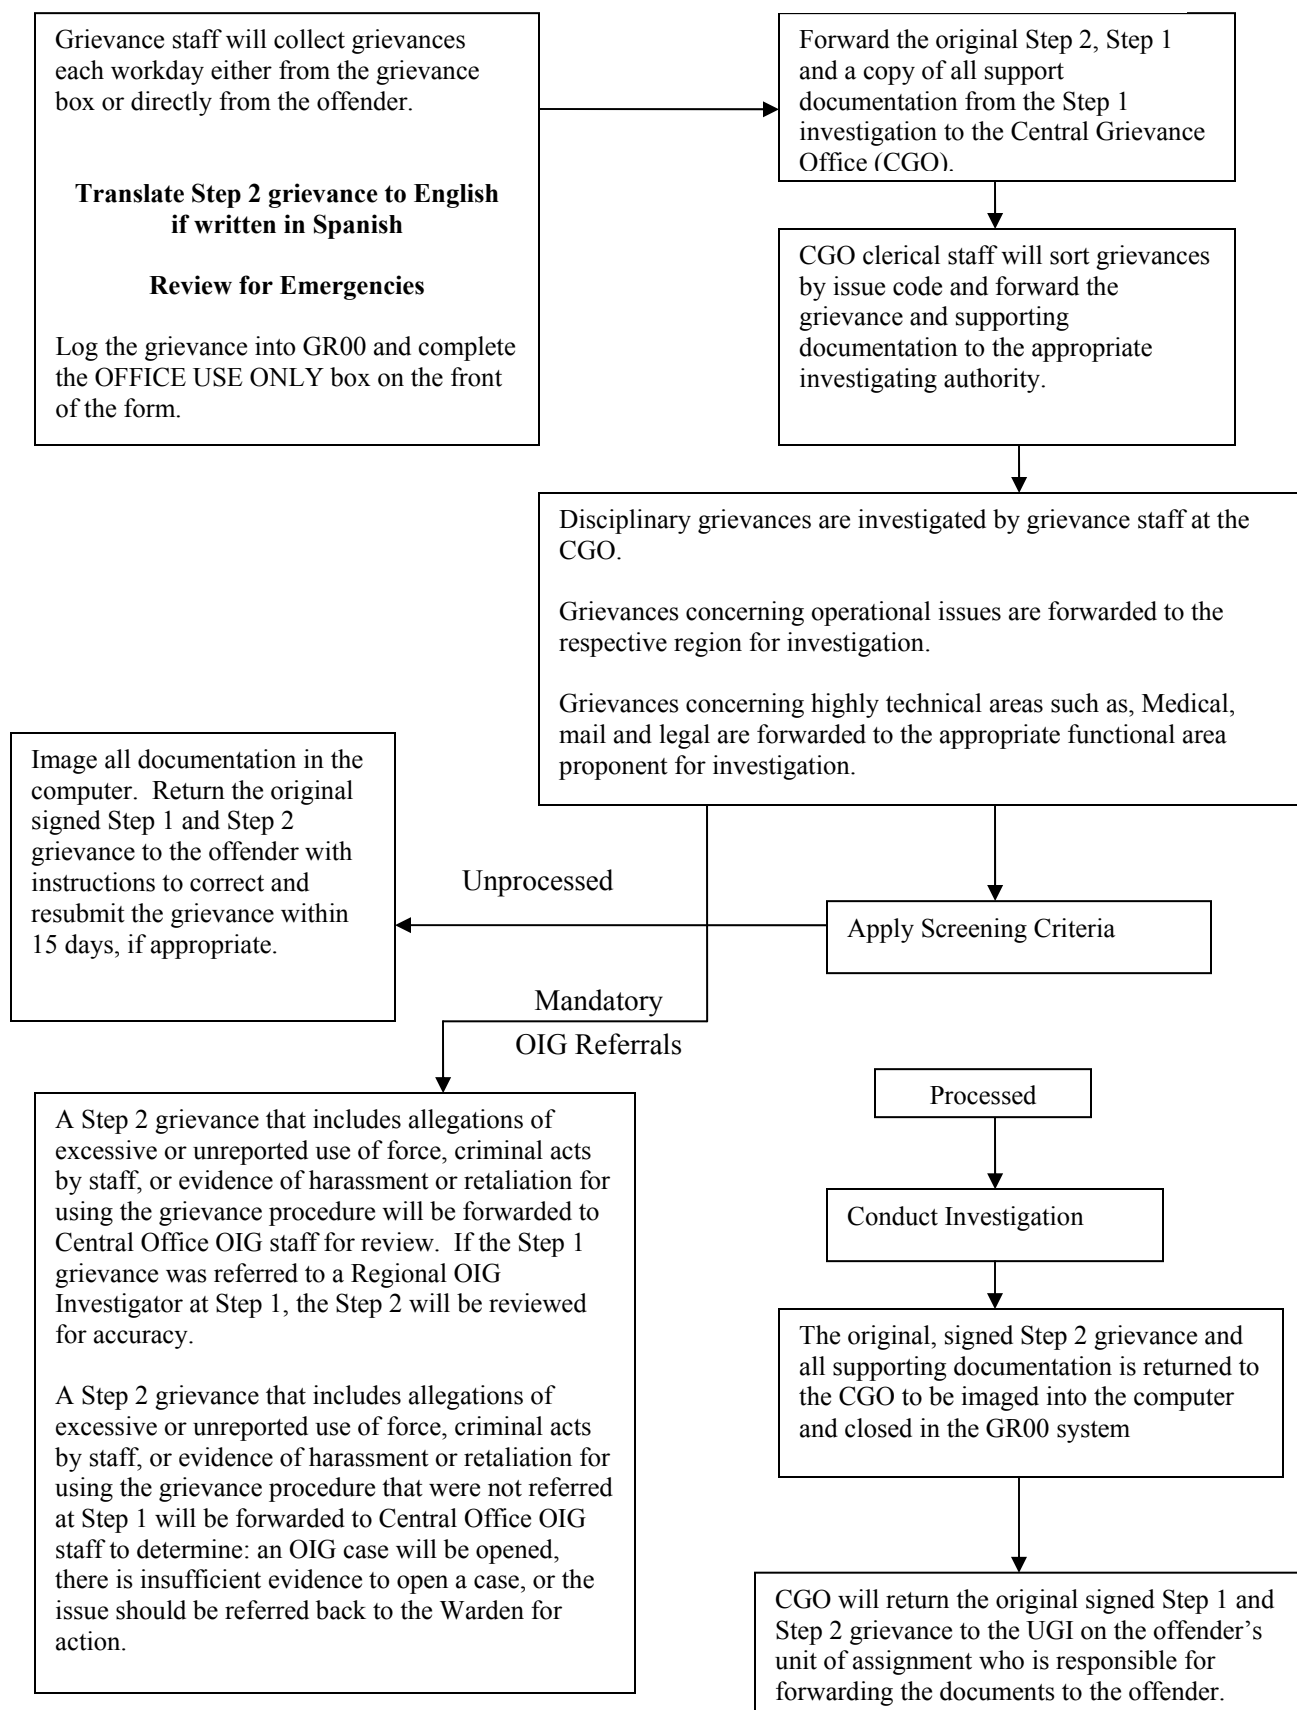 Grievance staff will collect grievances
each workday either from the grievance
box or directly from the offender.
Translate Step 2 grievance to English
if written in Spanish
Review for Emergencies
Log the grievance into GR00 and complete
the OFFICE USE ONLY box on the front
of the form.
Forward the original Step 2, Step 1
and a copy of all support
documentation from the Step 1
investigation to the Central Grievance
Office (CGO).
CGO clerical staff will sort grievances
by issue code and forward the
grievance and supporting
documentation to the appropriate
investigating authority.
Disciplinary grievances are investigated by grievance staff at the
CGO.
Grievances concerning operational issues are forwarded to the
respective region for investigation.
Grievances concerning highly technical areas such as, Medical,
mail and legal are forwarded to the appropriate functional area
proponent for investigation.
Image all documentation in the
computer.  Return the original
signed Step 1 and Step 2
grievance to the offender with
instructions to correct and
resubmit the grievance within
15 days, if appropriate.
Unprocessed
Apply Screening Criteria
Mandatory
OIG Referrals
A Step 2 grievance that includes allegations of
excessive or unreported use of force, criminal acts
by staff, or evidence of harassment or retaliation for
using the grievance procedure will be forwarded to
Central Office OIG staff for review.  If the Step 1
grievance was referred to a Regional OIG
Investigator at Step 1, the Step 2 will be reviewed
for accuracy.
A Step 2 grievance that includes allegations of
excessive or unreported use of force, criminal acts
by staff, or evidence of harassment or retaliation for
using the grievance procedure that were not referred
at Step 1 will be forwarded to Central Office OIG
staff to determine: an OIG case will be opened,
there is insufficient evidence to open a case, or the
issue should be referred back to the Warden for
action.
Processed
Conduct Investigation
The original, signed Step 2 grievance and
all supporting documentation is returned to
the CGO to be imaged into the computer
and closed in the GR00 system
CGO will return the original signed Step 1 and
Step 2 grievance to the UGI on the offender’s
unit of assignment who is responsible for
forwarding the documents to the offender.